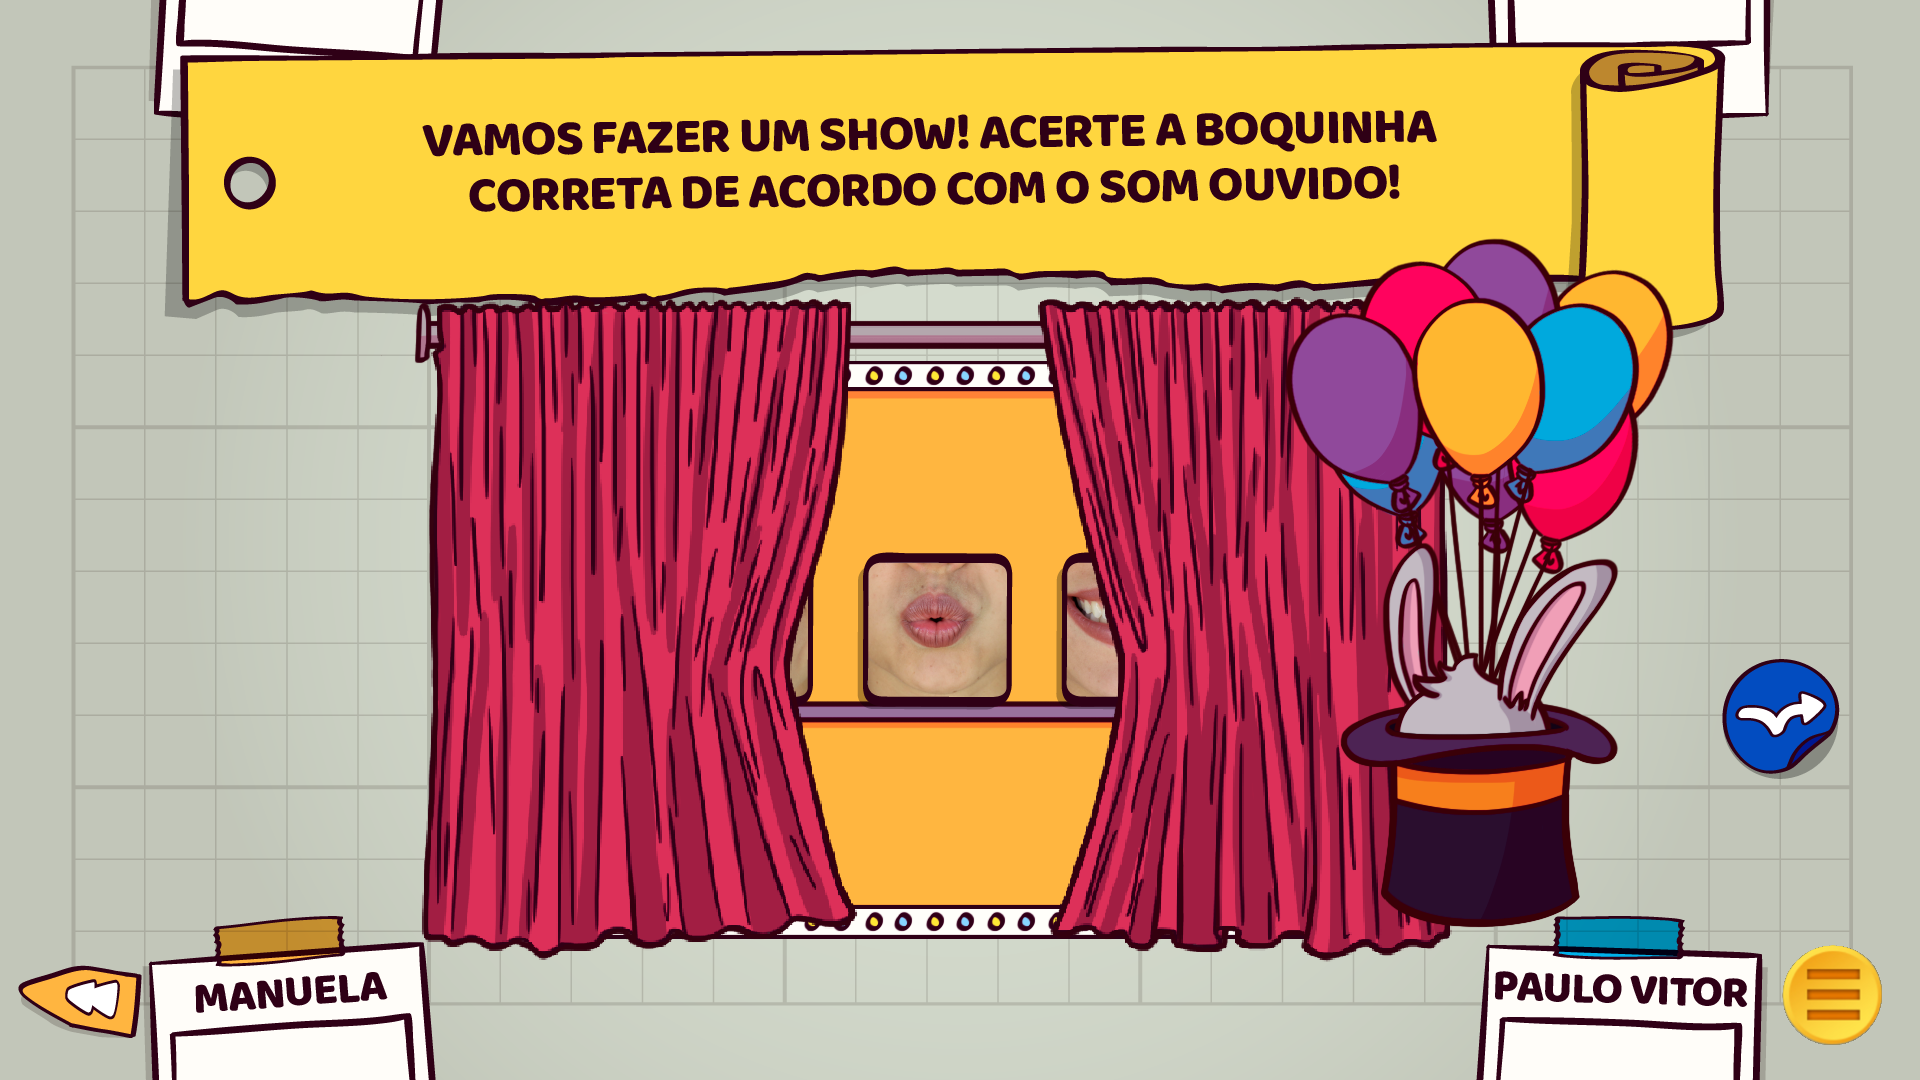 VAMOS FAZER UM SHOW! ACERTE A BOQUINHA
CORRETA DE ACORDO COM O SOM OUVIDO!
MANUELA
PAULO VITOR